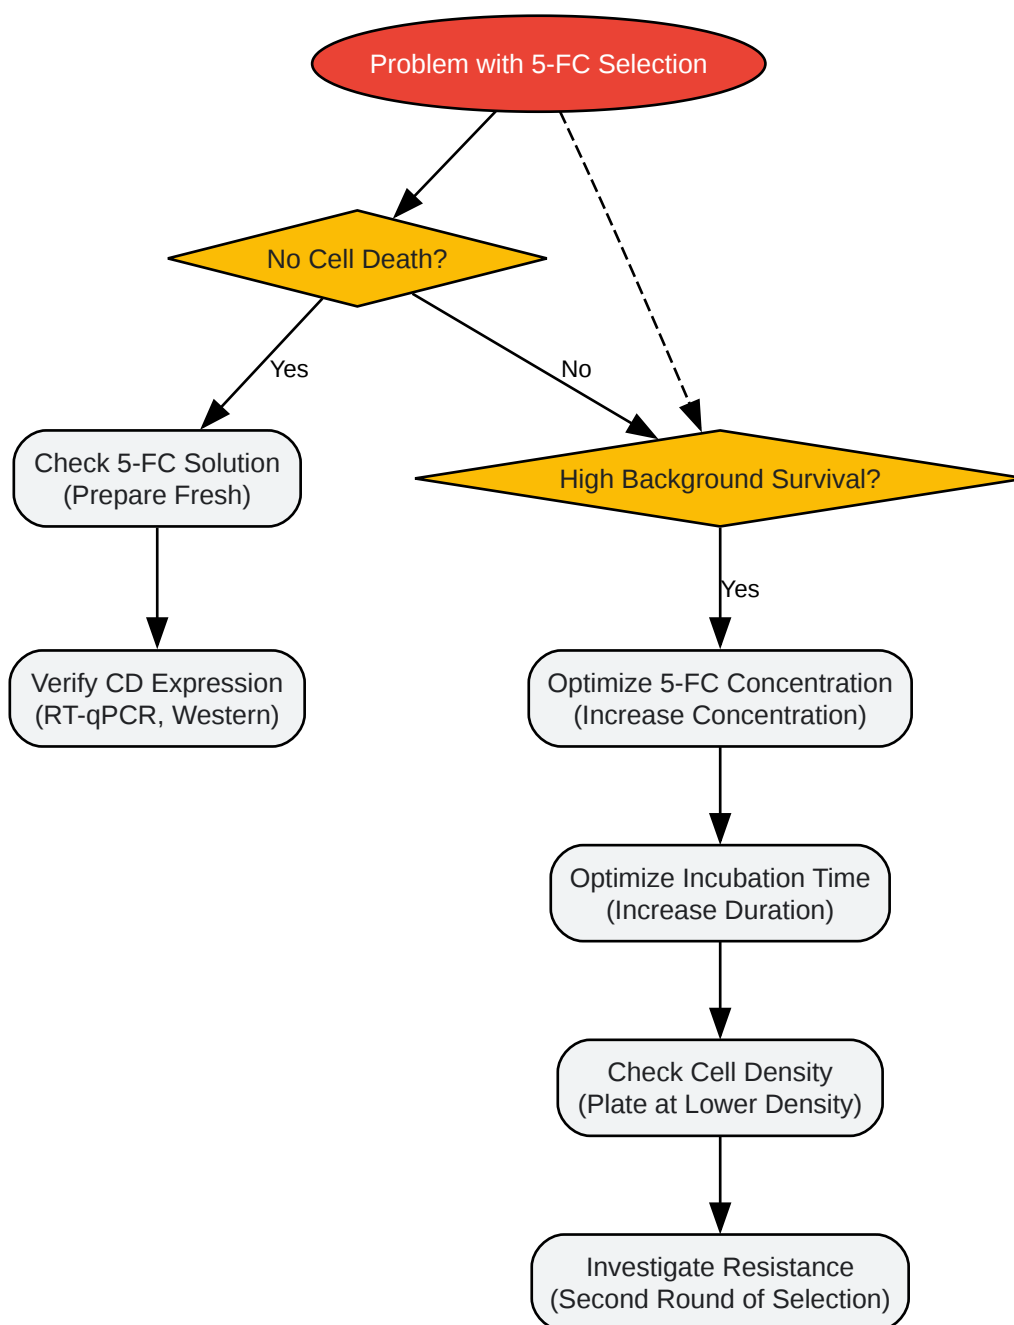 Problem with 5-FC Selection
No Cell Death?
Yes
No
Check 5-FC Solution
(Prepare Fresh)
High Background Survival?
Yes
Verify CD Expression
(RT-qPCR, Western)
Optimize 5-FC Concentration
(Increase Concentration)
Optimize Incubation Time
(Increase Duration)
Check Cell Density
(Plate at Lower Density)
Investigate Resistance
(Second Round of Selection)